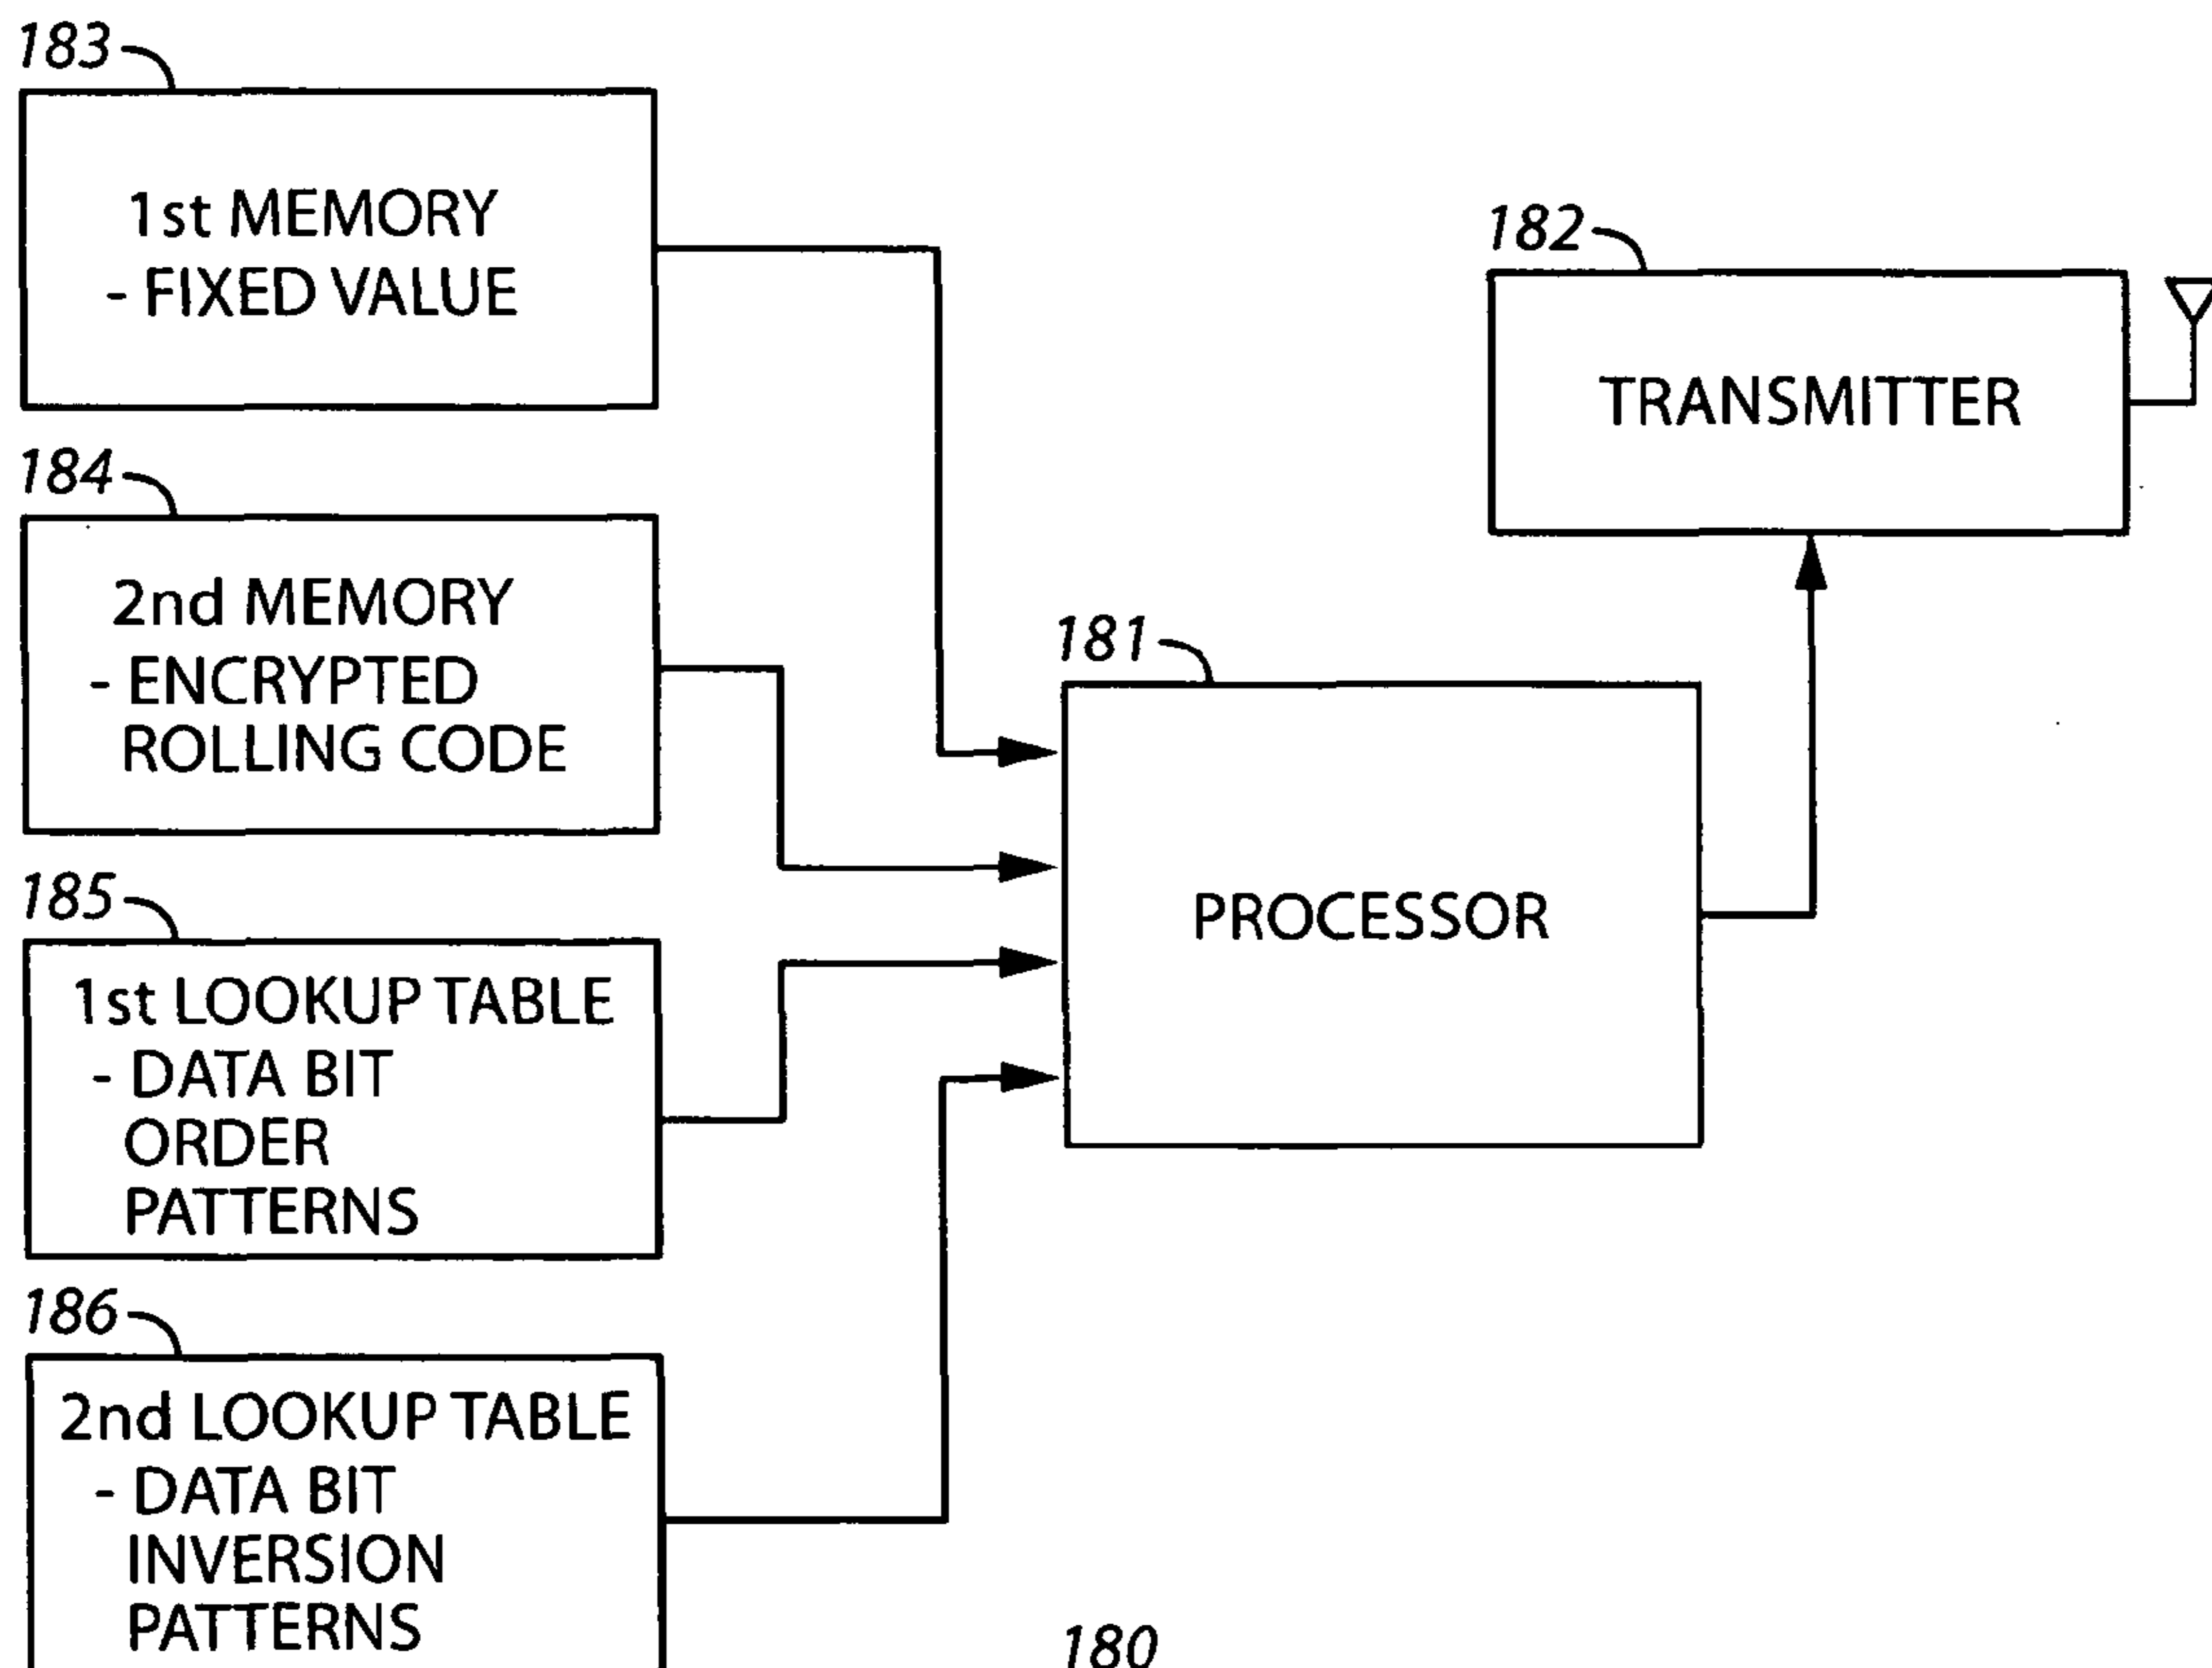 183
1st MEMORY
- FIXED VALUE
182
TRANSMITTER
184
2nd MEMORY
- ENCRYPTED
ROLLING CODE
181
PROCESSOR
185
1st LOOKUP TABLE
- DATA BIT
ORDER
PATTERNS
186
2nd LOOKUP TABLE
- DATA BIT
INVERSION
PATTERNS
180